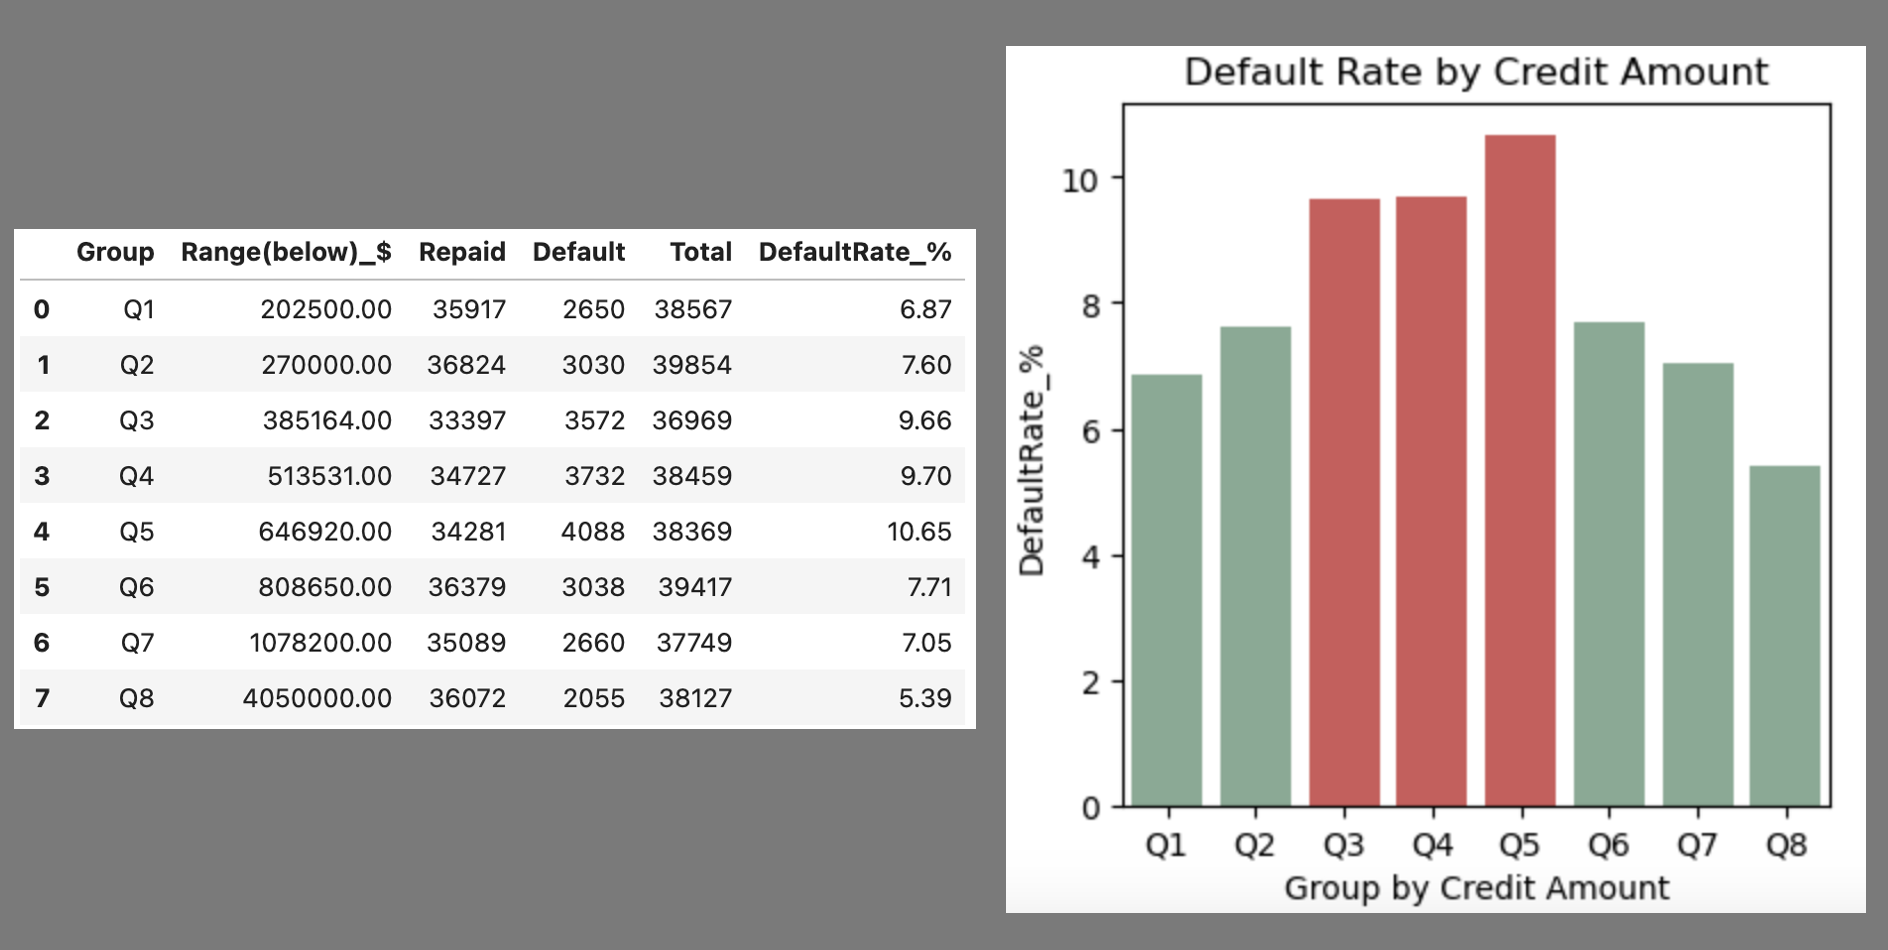 Group Range(below)_$ Repaid Default Total DefaultRate_%
0 Q1 202500.00 35917 2650 38567 6.87
1 Q2 270000.00 36824 3030 39854 7.60
2 Q3 385164.00 33397 3572 36969 9.66
3 Q4 513531.00 34727 3732 38459 9.70
4 Q5 646920.00 34281 4088 38369 10.65
5 Q6 808650.00 36379 3038 39417 7.71
6 Q7 1078200.00 35089 2660 37749 7.05
7 Q8 4050000.00 36072 2055 38127 5.39
Default Rate by Credit Amount
DefaultRate_%
10
8
6
4
2
0
Q1 Q2 Q3 Q4 Q5 Q6 Q7 Q8
Group by Credit Amount